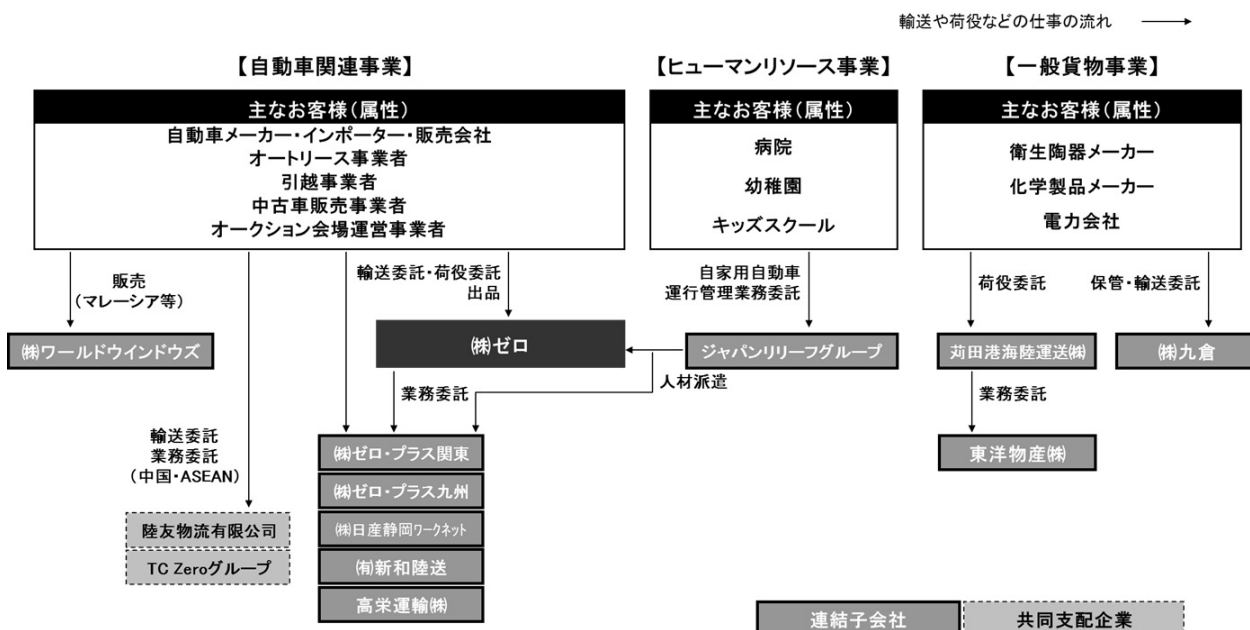 輸送や荷役などの仕事の流れ
【自動車関連事業】
主なお客様(属性)
自動車メーカー・インポーター・販売会社
オートリース事業者
引越事業者
中古車販売事業者
オークション会場運営事業者
【ヒューマンリソース事業】
主なお客様(属性)
病院
幼稚園
キッズスクール
【一般貨物事業】
主なお客様(属性)
衛生陶器メーカー
化学製品メーカー
電力会社
販売
(マレーシア等)
輸送委託・荷役委託
出品
自家用自動車
運行管理業務委託
荷役委託
保管・輸送委託
㈱ワールドウインドウズ
㈱ゼロ
ジャパンリリーフグループ
苅田港海陸運送㈱
㈱九倉
業務委託
人材派遣
業務委託
輸送委託
業務委託
(中国・ASEAN)
㈱ゼロ・プラス関東
㈱ゼロ・プラス九州
㈱日産静岡ワークネット
㈲新和陸送
高栄運輸㈱
東洋物産㈱
陸友物流有限公司
TC Zeroグループ
連結子会社
共同支配企業